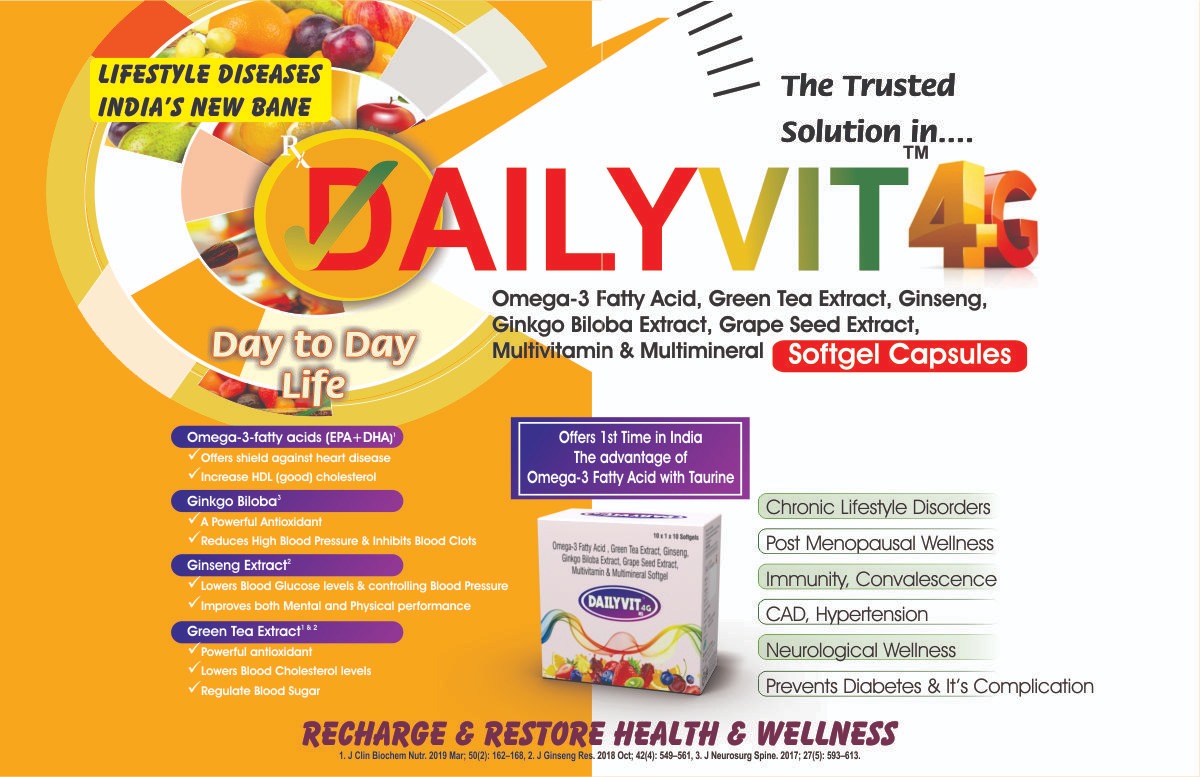 LIFESTYLE DISEASES
INDIA'S NEW BANE
The Trusted
Solution in....
Rx
DAILYVIT™ 4-G
Omega-3 Fatty Acid, Green Tea Extract, Ginseng,
Ginkgo Biloba Extract, Grape Seed Extract,
Multivitamin & Multimineral Softgel Capsules
Day to Day
Life
Omega-3-fatty acids (EPA+DHA)¹
✓Offers shield against heart disease
✓Increase HDL (good) cholesterol
Ginkgo Biloba³
✓A Powerful Antioxidant
✓Reduces High Blood Pressure & Inhibits Blood Clots
Ginseng Extract²
✓Lowers Blood Glucose levels & controlling Blood Pressure
✓Improves both Mental and Physical performance
Green Tea Extract¹ & ²
✓Powerful antioxidant
✓Lowers Blood Cholesterol levels
✓Regulate Blood Sugar
Offers 1st Time in India
The advantage of
Omega-3 Fatty Acid with Taurine
10 x 1 x 10 Softgels
Omega-3 Fatty Acid , Green Tea Extract, Ginseng,
Ginkgo Biloba Extract, Grape Seed Extract,
Multivitamin & Multimineral Softgel
DAILYVIT 4G
Chronic Lifestyle Disorders
Post Menopausal Wellness
Immunity, Convalescence
CAD, Hypertension
Neurological Wellness
Prevents Diabetes & It's Complication
RECHARGE & RESTORE HEALTH & WELLNESS
1. J Clin Biochem Nutr. 2019 Mar; 50(2): 162–168, 2. J Ginseng Res. 2018 Oct; 42(4): 549–561, 3. J Neurosurg Spine. 2017; 27(5): 593–613.